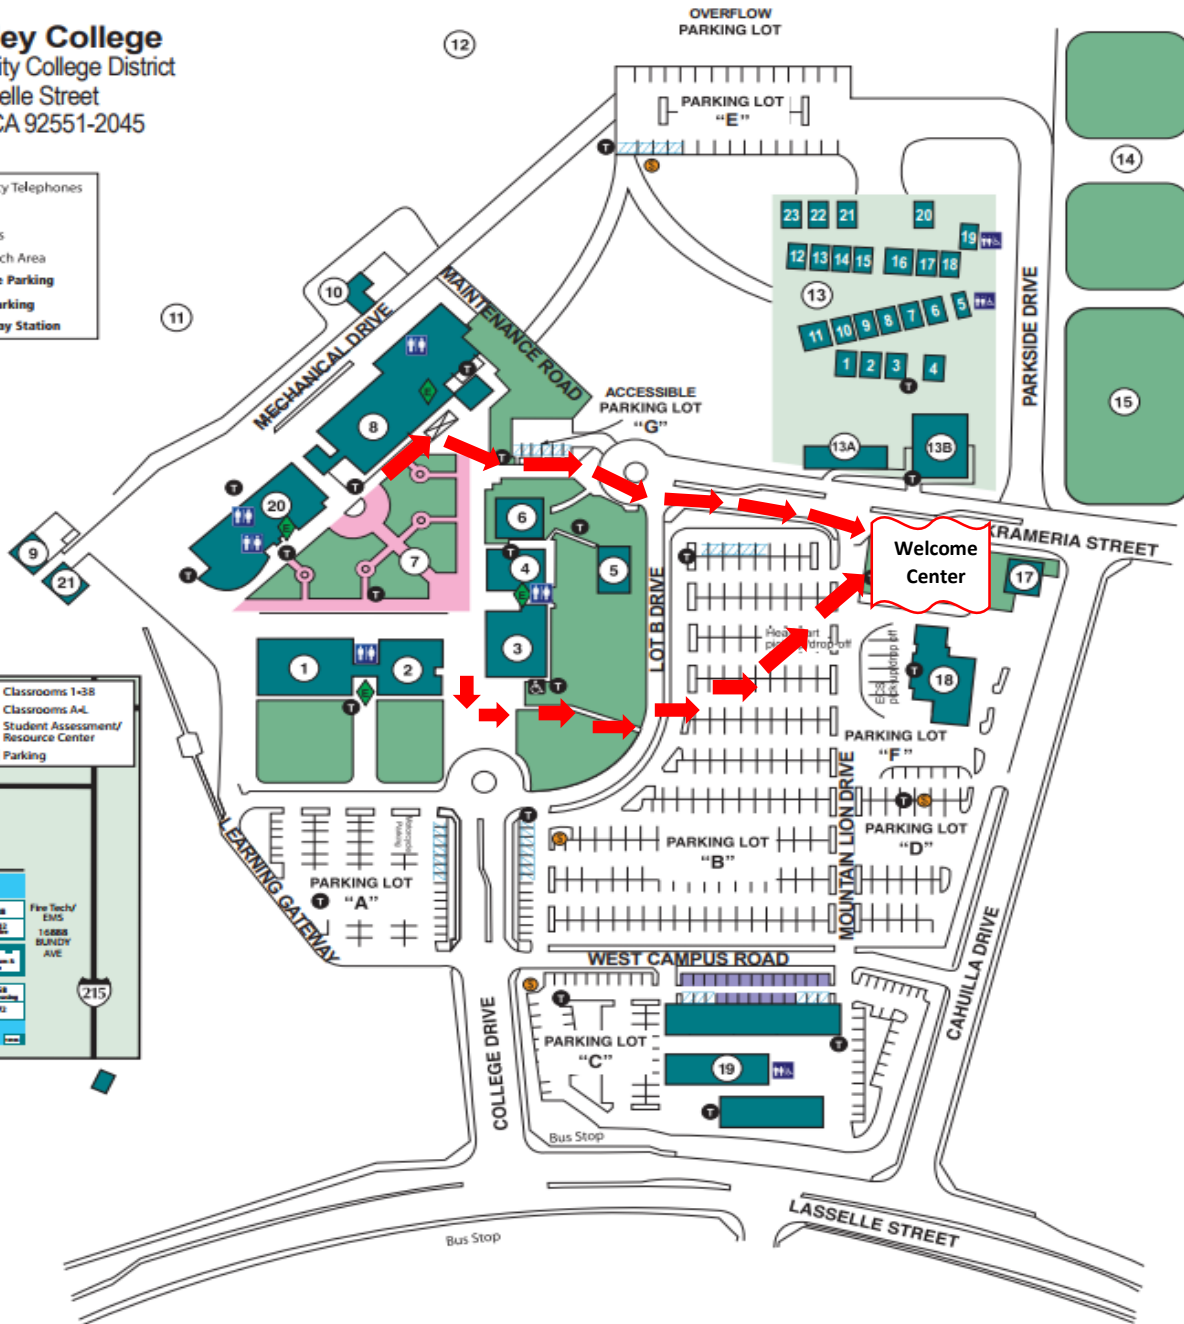 ey College
ity College District
elle Street
CA 92551-2045
y Telephones
s
ch Area
e Parking
rking
ay Station
OVERFLOW
PARKING LOT
12
PARKING LOT
"E"
T
S
14
23 22 21 20
19
12 13 14 15 16 17 18
13
11 10 9 8 7 6 5
1 2 3 4
13A
13B
15
PARKSIDE DRIVE
10
11
MAINTENANCE ROAD
MECHANICAL DRIVE
ACCESSIBLE
PARKING LOT
"G"
8
E
20
7
6
4
5
3
9
21
1
2
KRAMERIA STREET
Welcome
Center
17
18
LOT B DRIVE
Classrooms 1-38
Classrooms A-L
Student Assessment/
Resource Center
Parking
PARKING LOT
"F"
PARKING LOT
"D"
PARKING LOT
"B"
MOUNTAIN LION DRIVE
LEARNING GATEWAY
PARKING LOT
"A"
Motorcycle
Parking
Fire Tech/
EMS
16888
BUNDY
AVE
215
WEST CAMPUS ROAD
CAHUILLA DRIVE
COLLEGE DRIVE
PARKING LOT
"C"
19
Bus Stop
LASSELLE STREET
Bus Stop